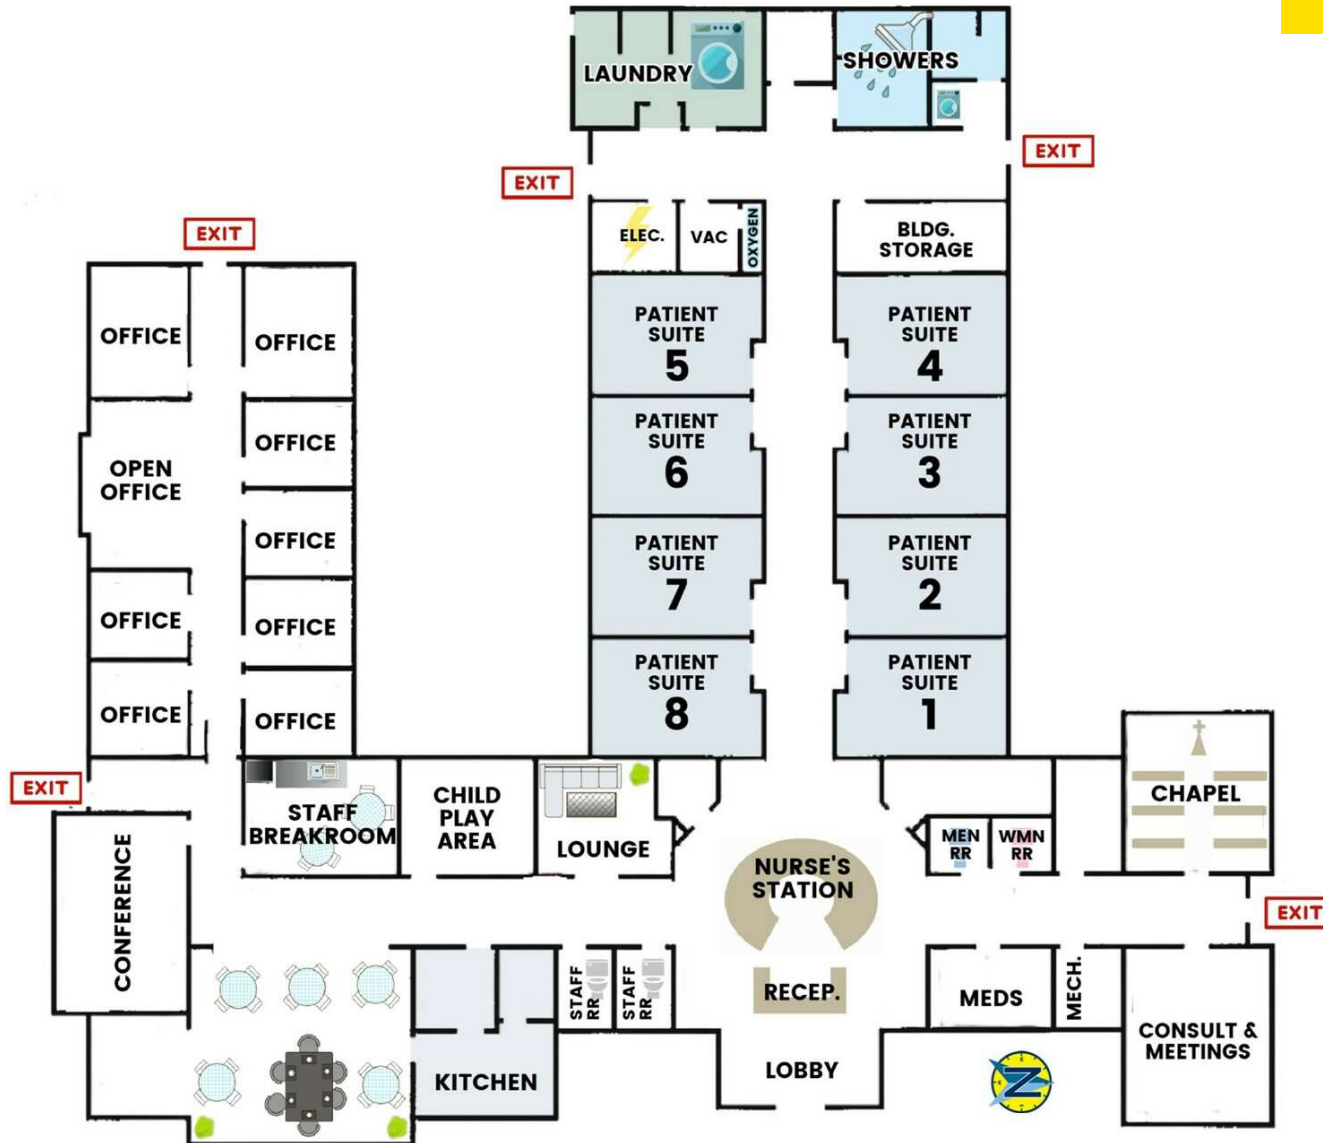 LAUNDRY
SHOWERS
EXIT
EXIT
EXIT
ELEC.
VAC
OXYGEN
BLDG.
STORAGE
PATIENT
SUITE
5
PATIENT
SUITE
4
OFFICE
OFFICE
PATIENT
SUITE
6
PATIENT
SUITE
3
OFFICE
OPEN
OFFICE
OFFICE
PATIENT
SUITE
7
PATIENT
SUITE
2
OFFICE
OFFICE
PATIENT
SUITE
8
PATIENT
SUITE
1
OFFICE
OFFICE
EXIT
STAFF
BREAKROOM
CHILD
PLAY
AREA
LOUNGE
NURSE'S
STATION
MEN
RR
WMN
RR
CHAPEL
EXIT
CONFERENCE
STAFF
RR
STAFF
RR
RECEP.
MEDS
MECH.
CONSULT &
MEETINGS
KITCHEN
LOBBY
Z